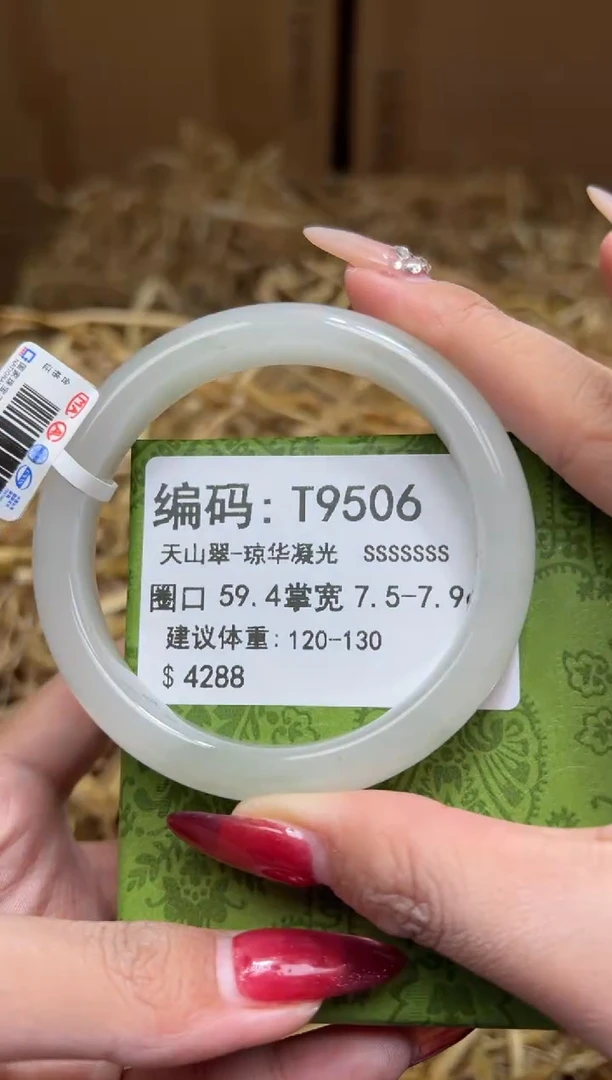 编码: T9506
天山翠-琼华凝光 SSSSSSS
圈口 59.4掌宽 7.5-7.9
建议体重: 120-130
$ 4288